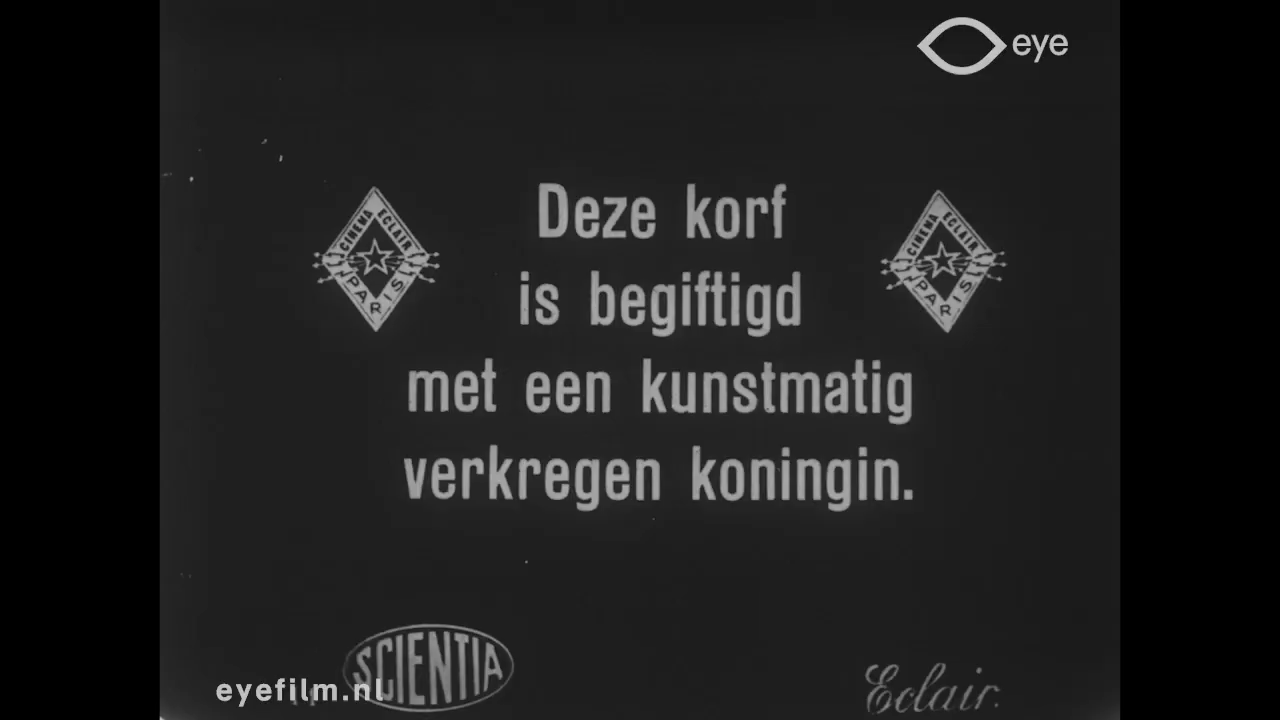 eye
CINEMA ECLAIR PARIS
CINEMA ECLAIR PARIS
Deze korf
is begiftigd
met een kunstmatig
verkregen koningin.
SCIENTIA
eyefilm.nl
Eclair.